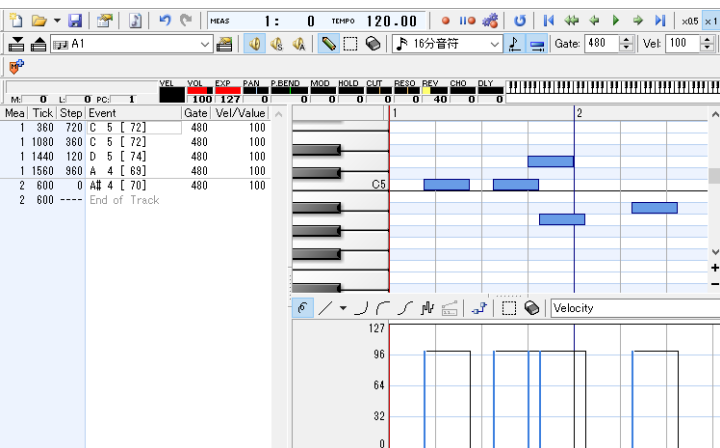 MEAS 1: 0 TEMPO 120.00 ×0.5 ×1
A1 16分音符 Gate: 480 Vel: 100
VEL VOL EXP PAN P.BEND MOD HOLD CUT RESO REV CHO DLY
M: 0 L: 0 PC: 1 100 127 0 0 0 0 0 0 40 0 0
Mea Tick Step Event Gate Vel/Value
1 360 720 C 5 [ 72] 480 100
1 1080 360 C 5 [ 72] 480 100
1 1440 120 D 5 [ 74] 480 100
1 1560 960 A 4 [ 69] 480 100
2 600 0 A# 4 [ 70] 480 100
2 600 ---- End of Track
1 2
C5
Velocity
127
96
64
32
0